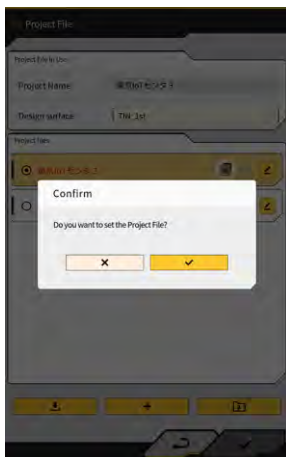 Project File
Project File In Use
Project Name
Design surface
TIN_1st
Project Files
Confirm
Do you want to set the Project File?